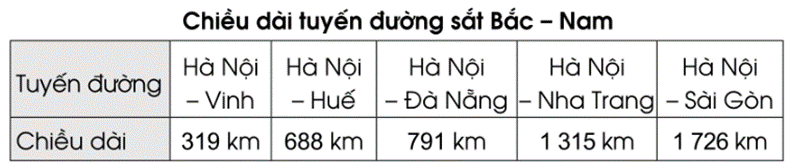 Chiều dài tuyến đường sắt Bắc – Nam
Tuyến đường
Hà Nội
– Vinh
Hà Nội
– Huế
Hà Nội
– Đà Nẵng
Hà Nội
– Nha Trang
Hà Nội
– Sài Gòn
Chiều dài 319 km 688 km 791 km 1 315 km 1 726 km